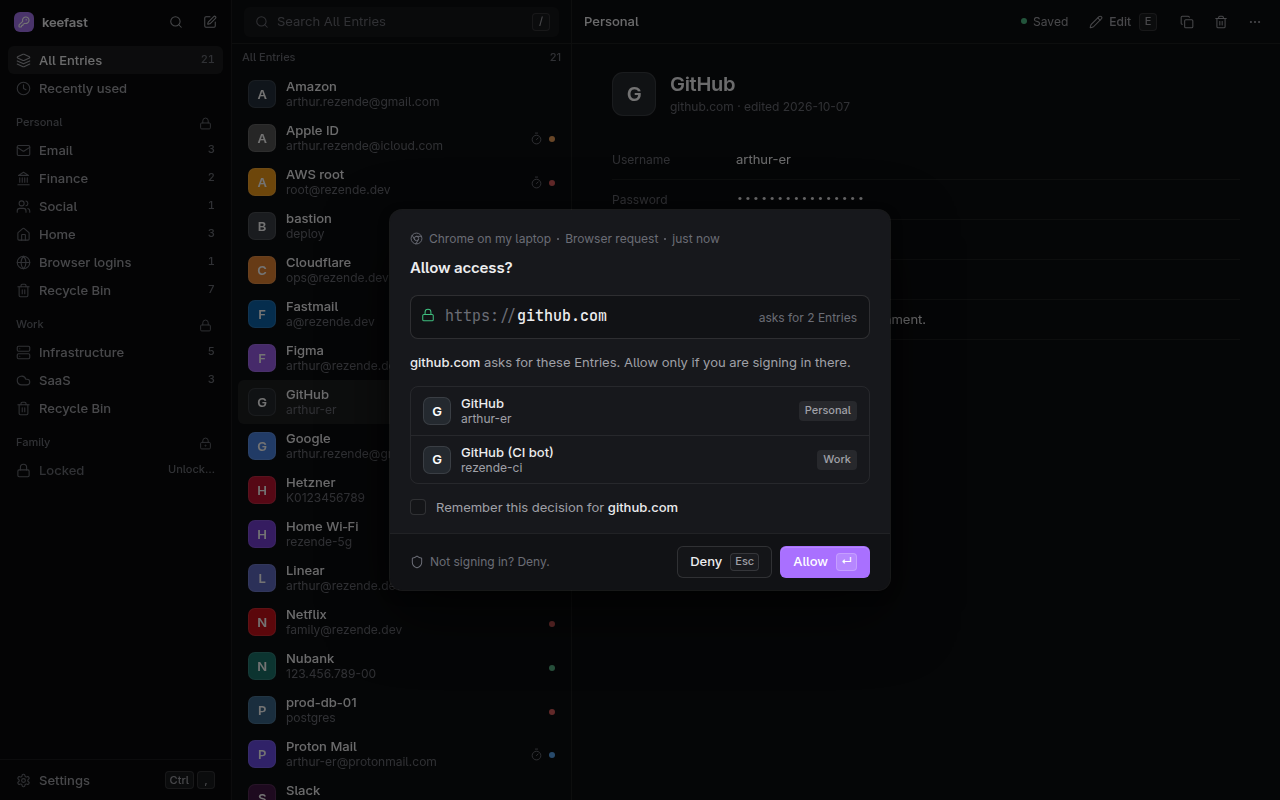 keefast
All Entries 21
Recently used
Personal
Email 3
Finance 2
Social 1
Home 3
Browser logins 1
Recycle Bin 7
Work
Infrastructure 5
SaaS 3
Recycle Bin
Family
Locked Unlock...
Settings Ctrl ,
Search All Entries /
All Entries 21
A Amazon
arthur.rezende@gmail.com
A Apple ID
arthur.rezende@icloud.com
A AWS root
root@rezende.dev
B bastion
deploy
C Cloudflare
ops@rezende.dev
F Fastmail
a@rezende.dev
F Figma
arthur@rezende.d
G GitHub
arthur-er
G Google
arthur.rezende@g
H Hetzner
K0123456789
H Home Wi-Fi
rezende-5g
L Linear
arthur@rezende.de
N Netflix
family@rezende.dev
N Nubank
123.456.789-00
P prod-db-01
postgres
P Proton Mail
arthur-er@protonmail.com
S Slack
Personal Saved Edit E
G GitHub
github.com · edited 2026-10-07
Username arthur-er
Password ••••••••••••••••
ment.
Chrome on my laptop · Browser request · just now
Allow access?
https://github.com asks for 2 Entries
github.com asks for these Entries. Allow only if you are signing in there.
G GitHub Personal
arthur-er
G GitHub (CI bot) Work
rezende-ci
Remember this decision for github.com
Not signing in? Deny. Deny Esc Allow ↵